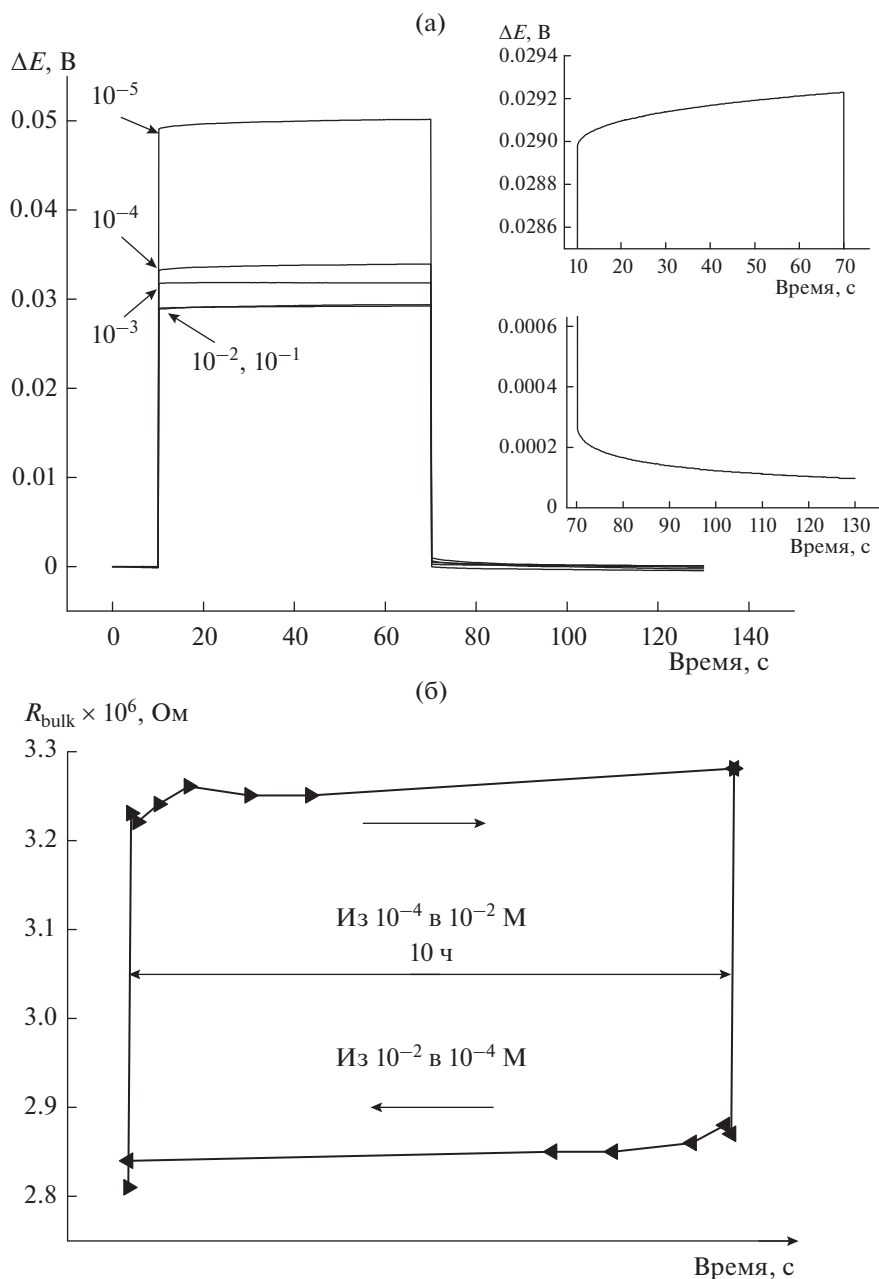 (а)
ΔE, В
0.05
0.04
0.03
0.02
0.01
0
10⁻⁵
10⁻⁴
10⁻³
10⁻², 10⁻¹
0 20 40 60 80 100 120 140
Время, с
ΔE, В
0.0294
0.0292
0.0290
0.0288
0.0286
10 20 30 40 50 60 70
Время, с
0.0006
0.0004
0.0002
0
70 80 90 100 110 120 130
Время, с
(б)
R_bulk × 10⁶, Ом
3.3
3.2
3.1
3.0
2.9
2.8
Из 10⁻⁴ в 10⁻² М
10 ч
Из 10⁻² в 10⁻⁴ М
Время, с